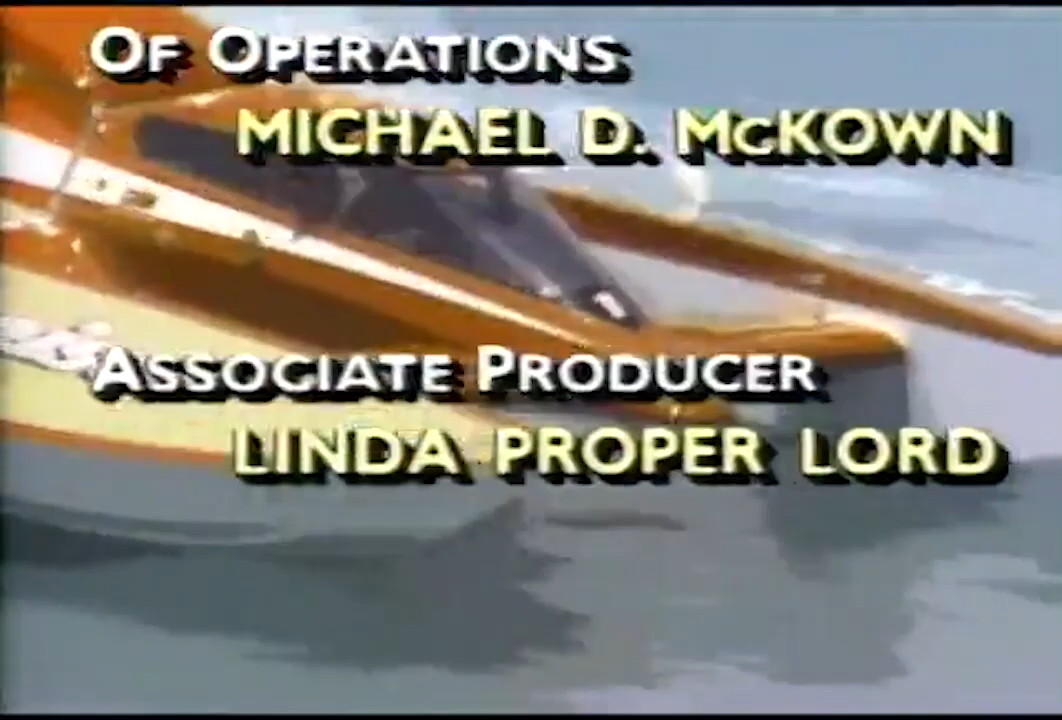 Of Operations
MICHAEL D. McKOWN
Associate Producer
LINDA PROPER LORD